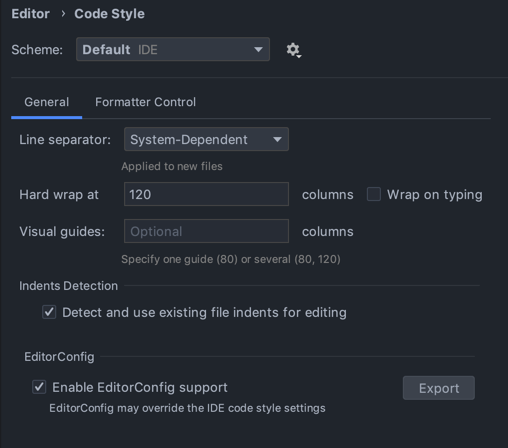 Editor › Code Style
Scheme: Default IDE
General Formatter Control
Line separator: System-Dependent
Applied to new files
Hard wrap at 120 columns Wrap on typing
Visual guides: Optional columns
Specify one guide (80) or several (80, 120)
Indents Detection
Detect and use existing file indents for editing
EditorConfig
Enable EditorConfig support Export
EditorConfig may override the IDE code style settings